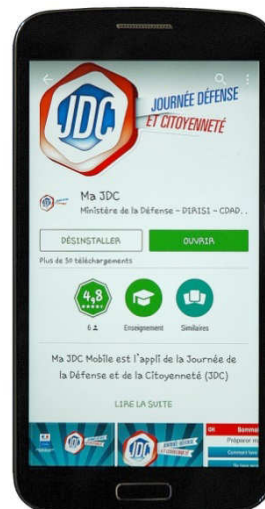 JDC
JOURNÉE DÉFENSE
ET CITOYENNETÉ
Ma JDC
Ministère de la Défense - DIRISI - CDAD..
DÉSINSTALLER
OUVRIR
Plus de 50 téléchargements
4,8
6
Enseignement
Similaires
Ma JDC Mobile est l'appli de la Journée de
la Défense et de la Citoyenneté (JDC)
LIRE LA SUITE
JDC
JDC